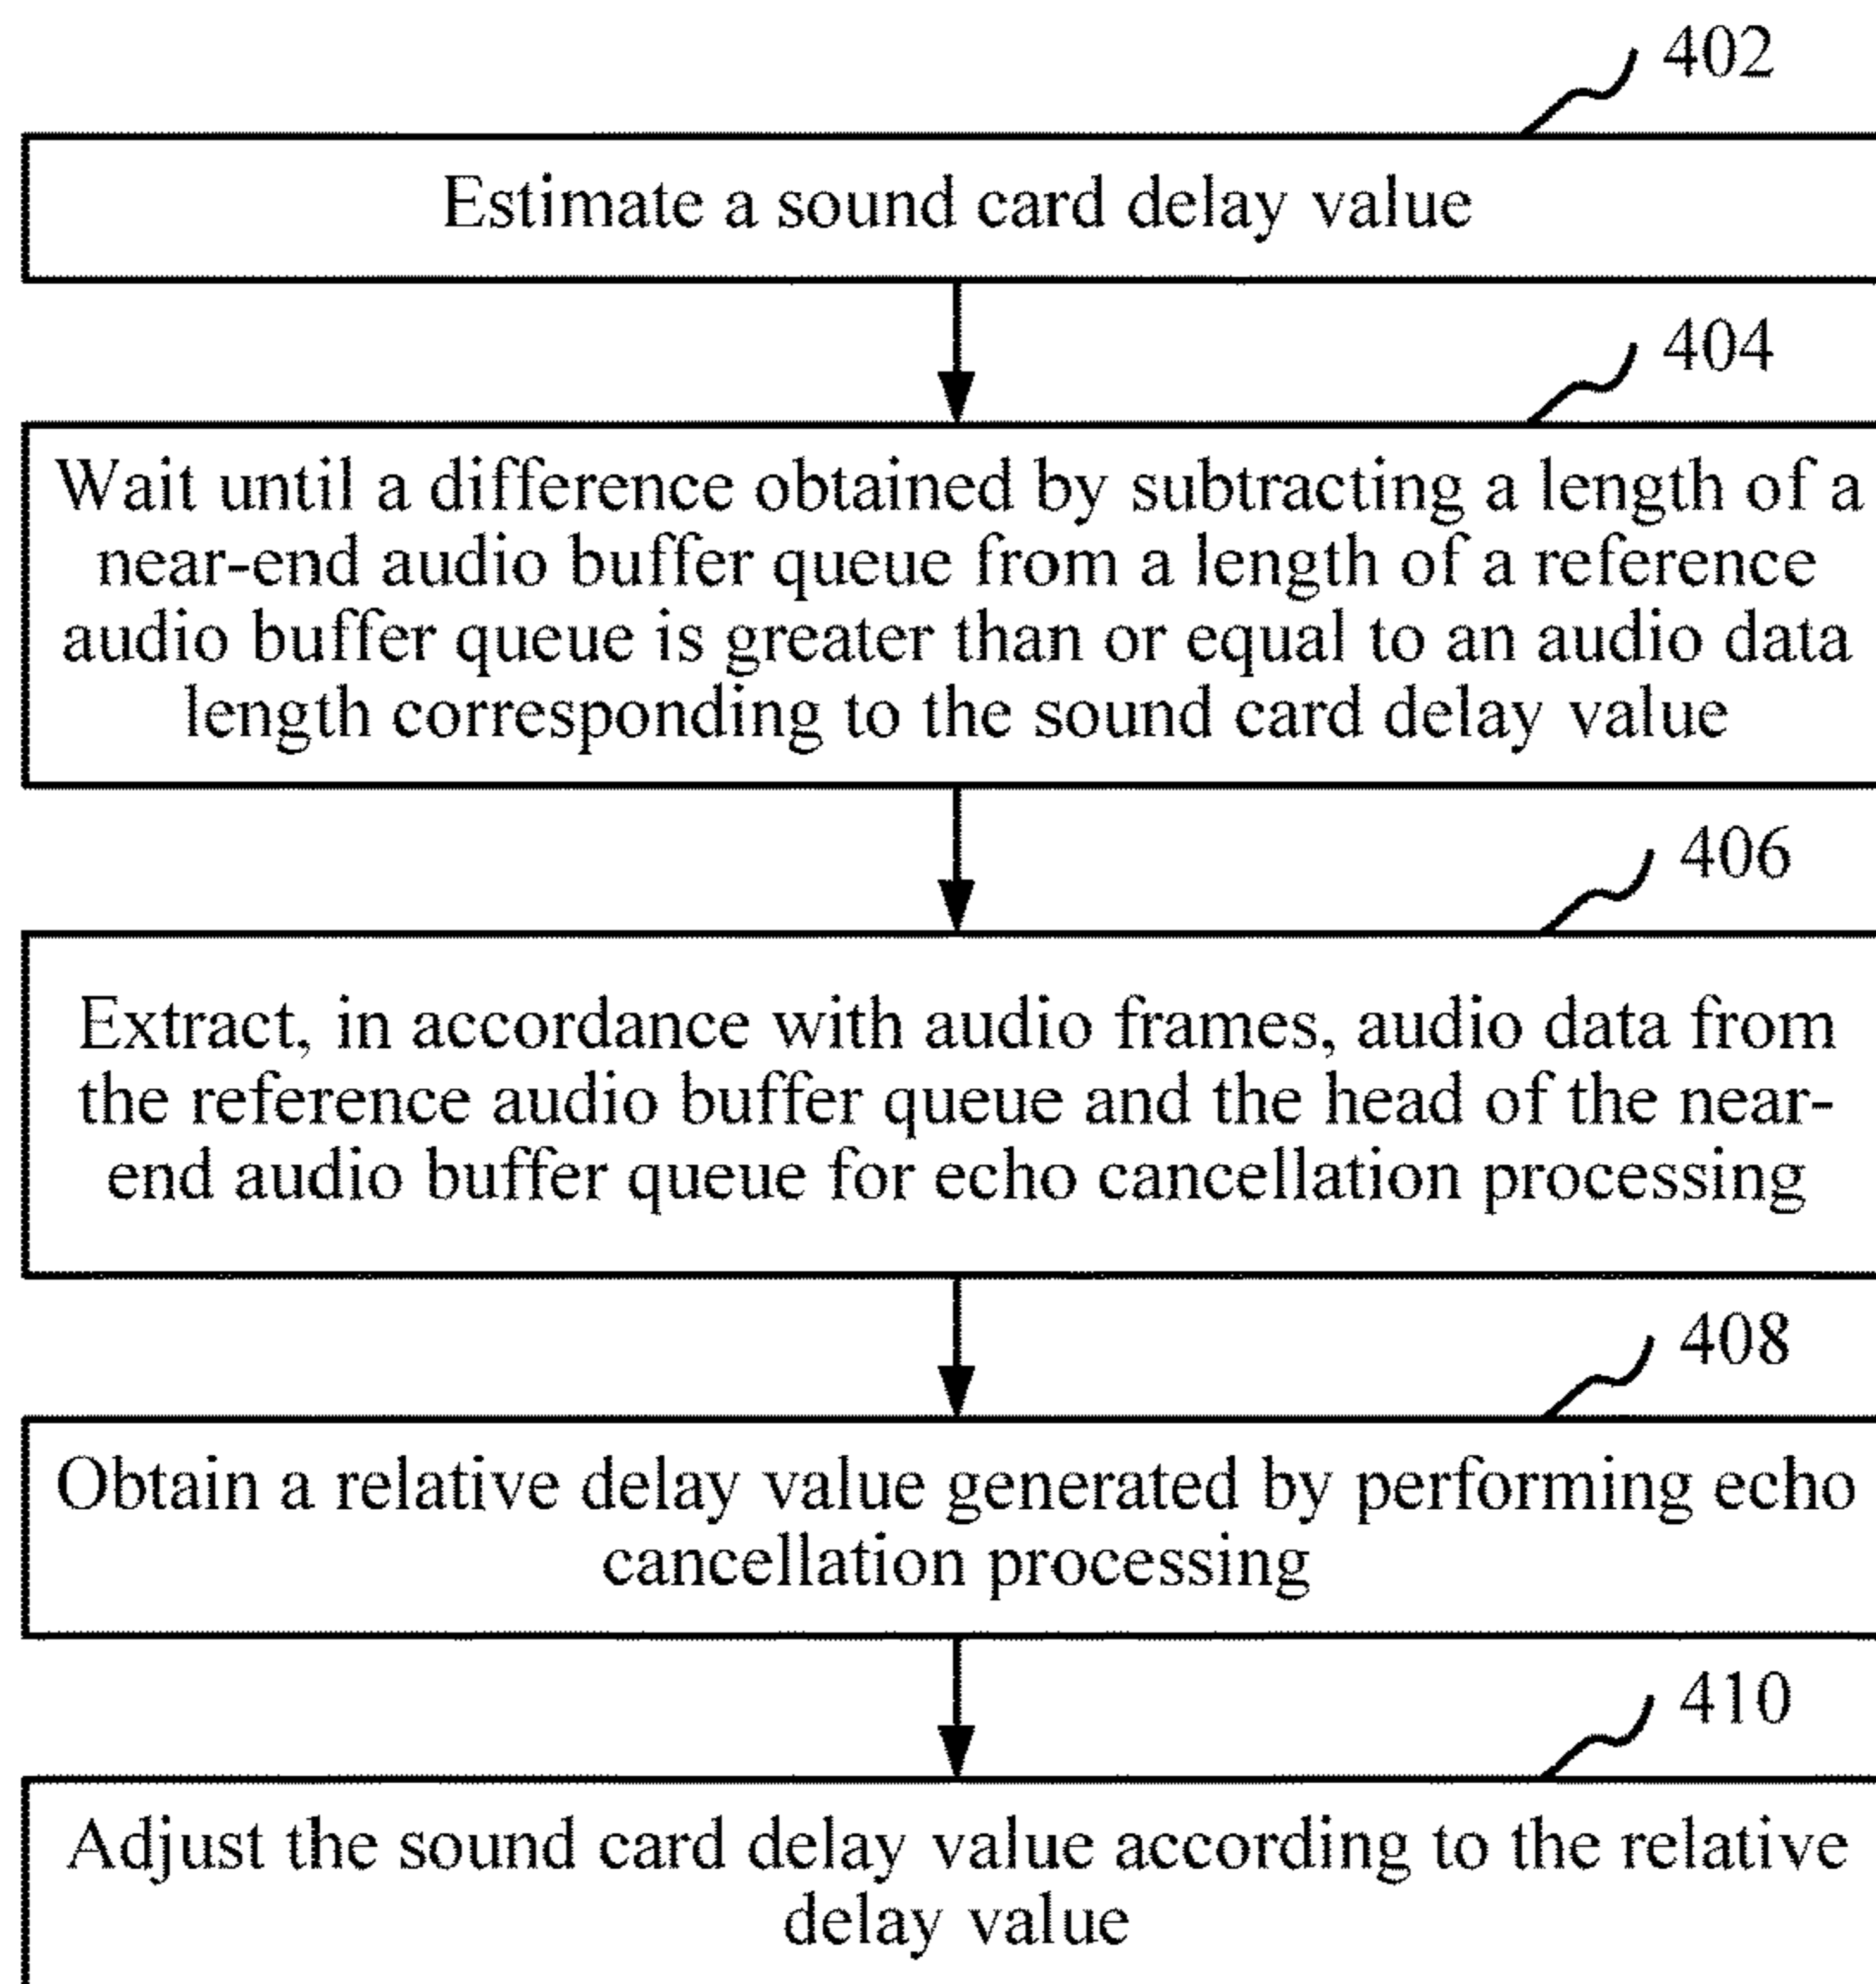 402
Estimate a sound card delay value
404
Wait until a difference obtained by subtracting a length of a
near-end audio buffer queue from a length of a reference
audio buffer queue is greater than or equal to an audio data
length corresponding to the sound card delay value
406
Extract, in accordance with audio frames, audio data from
the reference audio buffer queue and the head of the near-
end audio buffer queue for echo cancellation processing
408
Obtain a relative delay value generated by performing echo
cancellation processing
410
Adjust the sound card delay value according to the relative
delay value